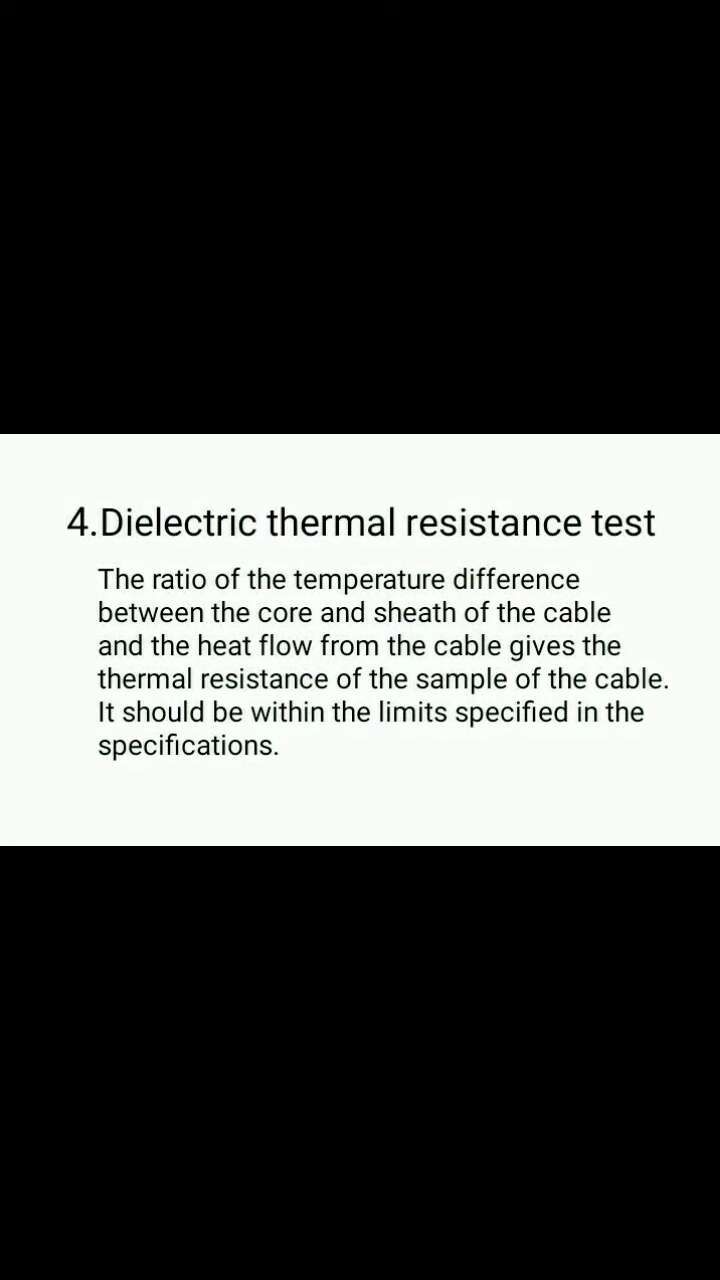 4.Dielectric thermal resistance test
The ratio of the temperature difference
between the core and sheath of the cable
and the heat flow from the cable gives the
thermal resistance of the sample of the cable.
It should be within the limits specified in the
specifications.